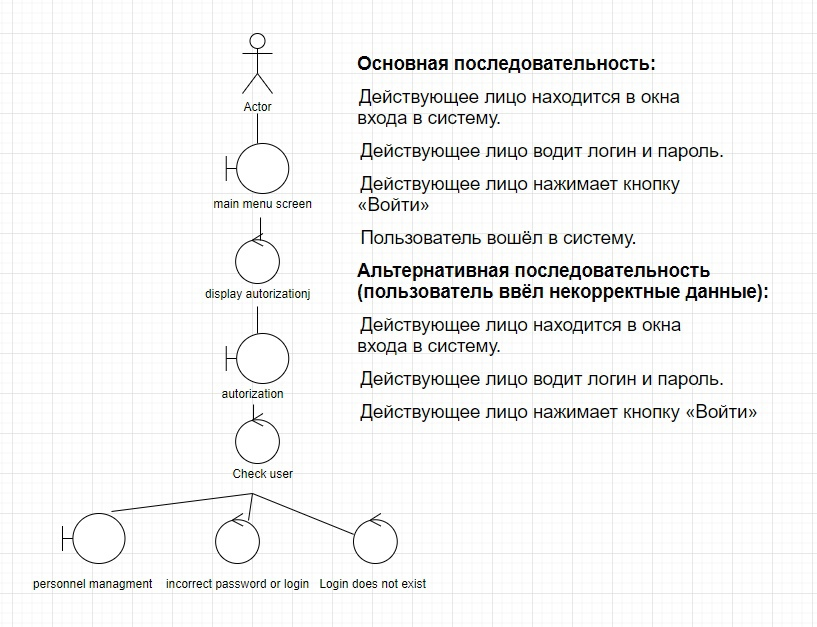 Actor
main menu screen
display autorizationj
autorization
Check user
personnel managment
incorrect password or login
Login does not exist
Основная последовательность:
Действующее лицо находится в окна
входа в систему.
Действующее лицо водит логин и пароль.
Действующее лицо нажимает кнопку
«Войти»
Пользователь вошёл в систему.
Альтернативная последовательность
(пользователь ввёл некорректные данные):
Действующее лицо находится в окна
входа в систему.
Действующее лицо водит логин и пароль.
Действующее лицо нажимает кнопку «Войти»